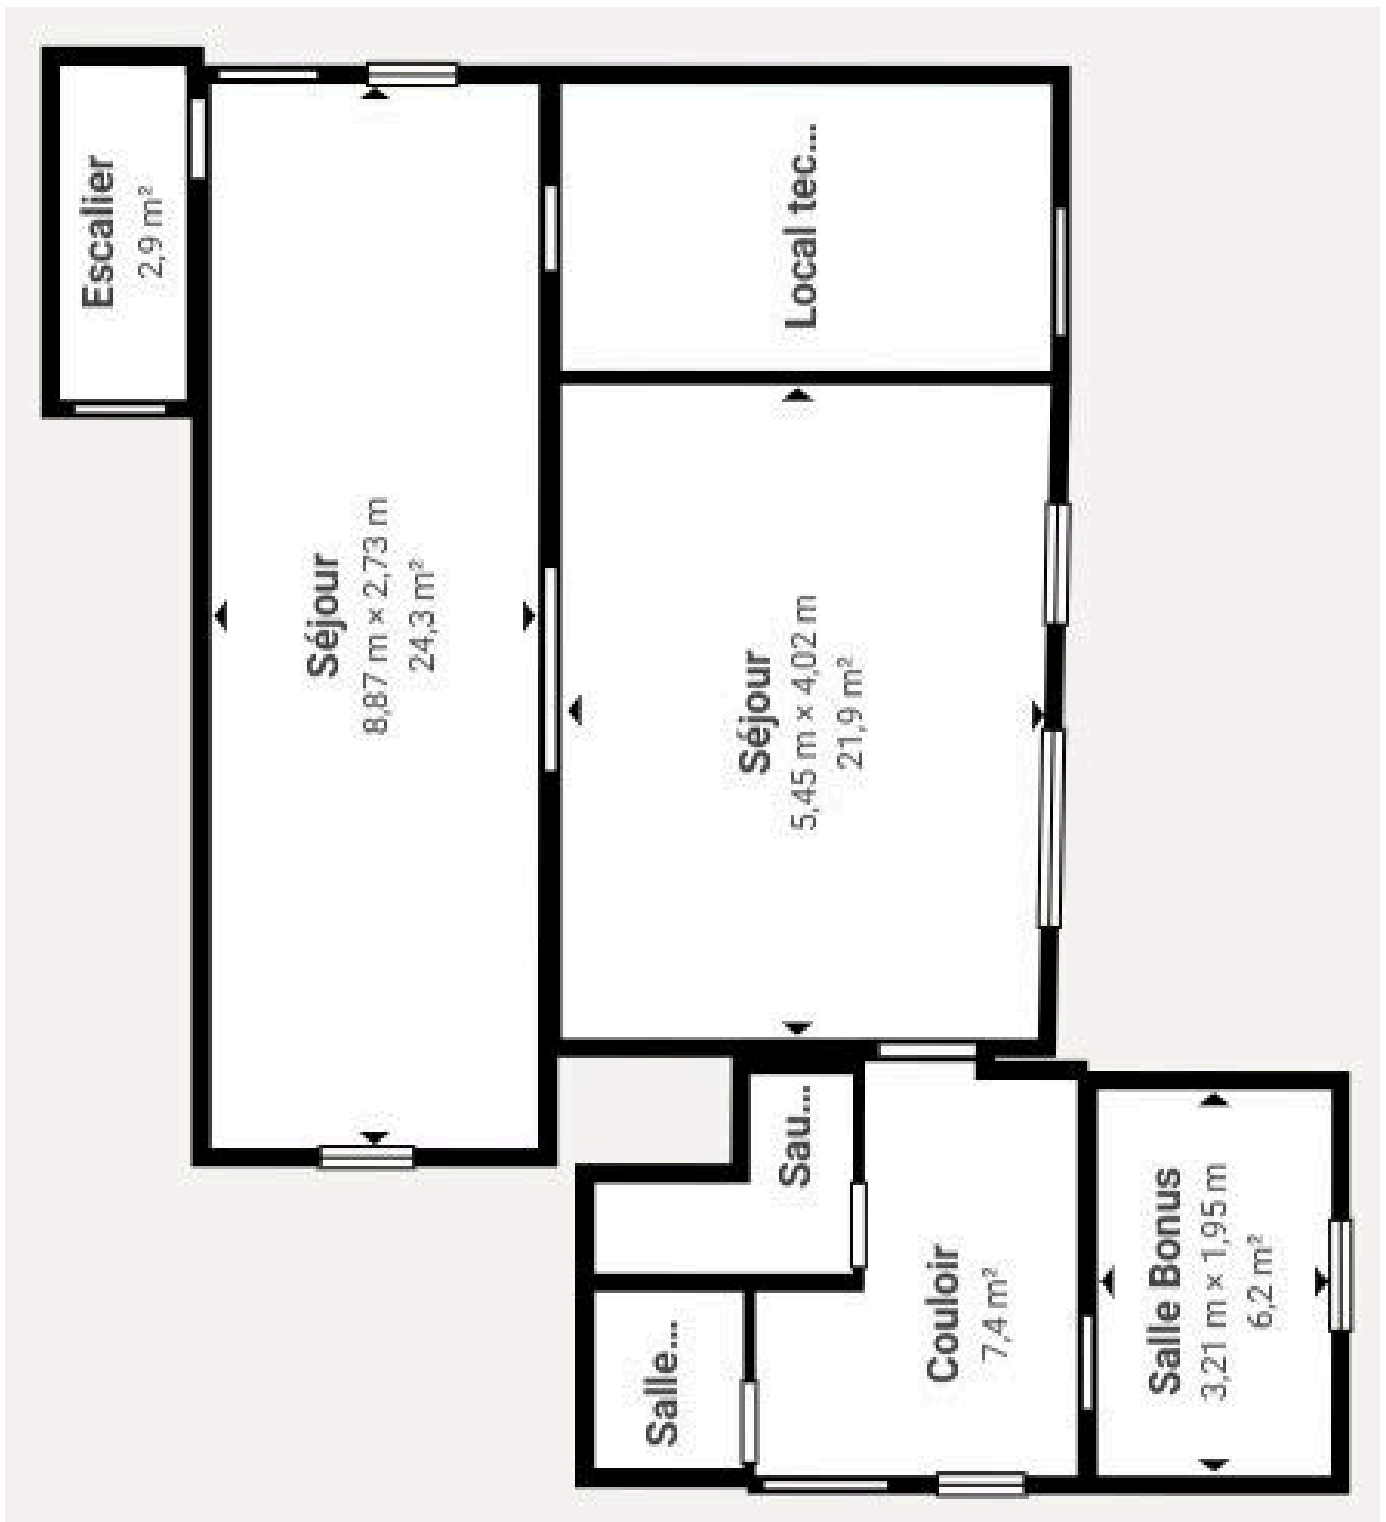 Escalier
2,9 m²
Séjour
8,87 m × 2,73 m
24,3 m²
Local tec...
Séjour
5,45 m × 4,02 m
21,9 m²
Sau...
Salle...
Couloir
7,4 m²
Salle Bonus
3,21 m × 1,95 m
6,2 m²